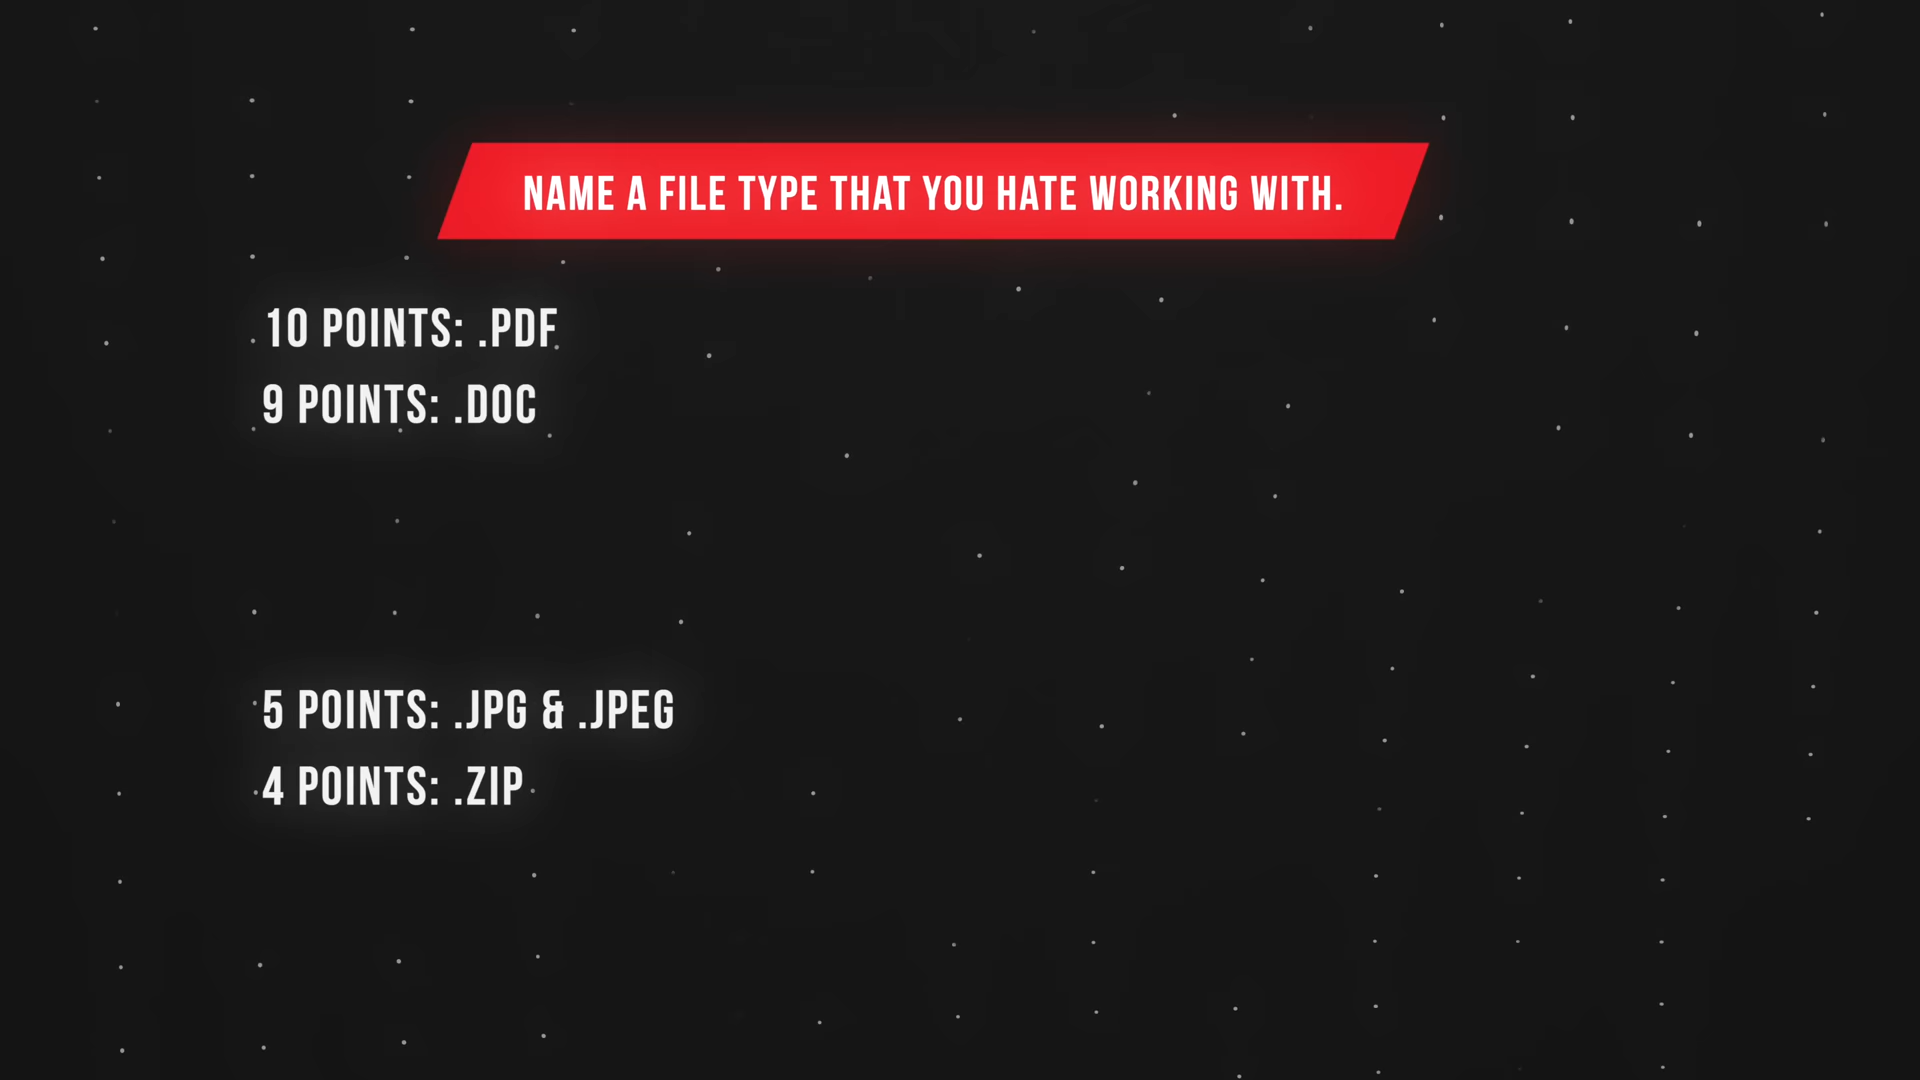 NAME A FILE TYPE THAT YOU HATE WORKING WITH.
10 POINTS: .PDF
9 POINTS: .DOC
5 POINTS: .JPG & .JPEG
4 POINTS: .ZIP